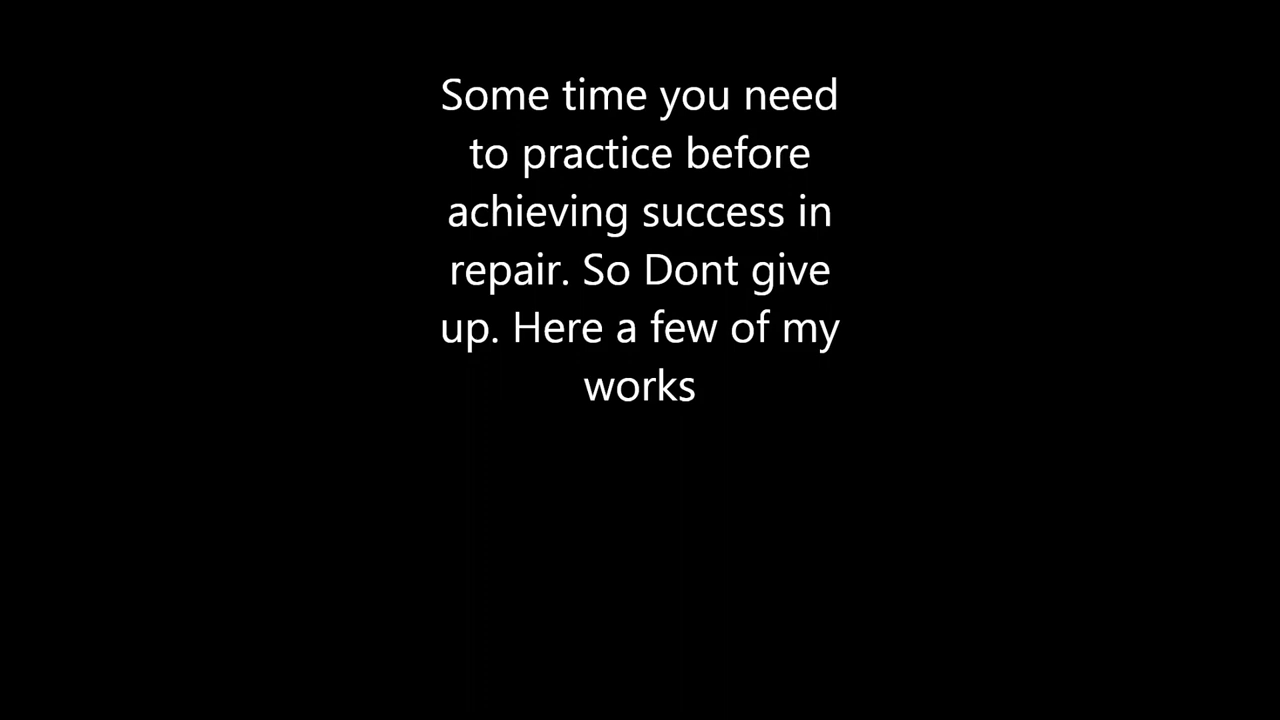 Some time you need
to practice before
achieving success in
repair. So Dont give
up. Here a few of my
works